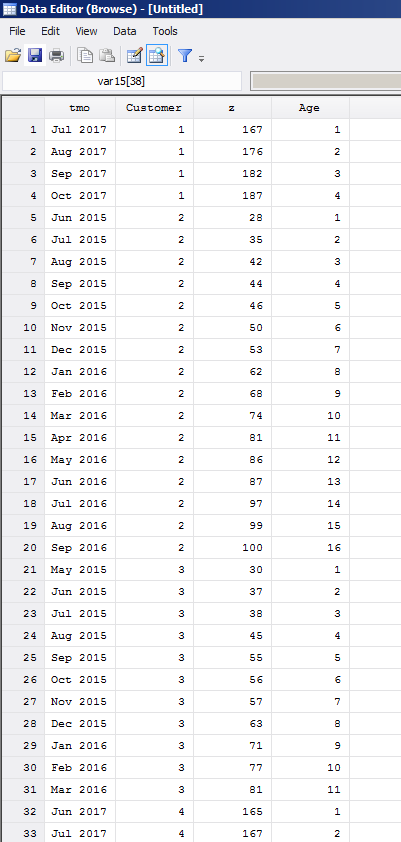 Data Editor (Browse) - [Untitled]
File Edit View Data Tools
var15[38]
tmo Customer z Age
1 Jul 2017 1 167 1
2 Aug 2017 1 176 2
3 Sep 2017 1 182 3
4 Oct 2017 1 187 4
5 Jun 2015 2 28 1
6 Jul 2015 2 35 2
7 Aug 2015 2 42 3
8 Sep 2015 2 44 4
9 Oct 2015 2 46 5
10 Nov 2015 2 50 6
11 Dec 2015 2 53 7
12 Jan 2016 2 62 8
13 Feb 2016 2 68 9
14 Mar 2016 2 74 10
15 Apr 2016 2 81 11
16 May 2016 2 86 12
17 Jun 2016 2 87 13
18 Jul 2016 2 97 14
19 Aug 2016 2 99 15
20 Sep 2016 2 100 16
21 May 2015 3 30 1
22 Jun 2015 3 37 2
23 Jul 2015 3 38 3
24 Aug 2015 3 45 4
25 Sep 2015 3 55 5
26 Oct 2015 3 56 6
27 Nov 2015 3 57 7
28 Dec 2015 3 63 8
29 Jan 2016 3 71 9
30 Feb 2016 3 77 10
31 Mar 2016 3 81 11
32 Jun 2017 4 165 1
33 Jul 2017 4 167 2